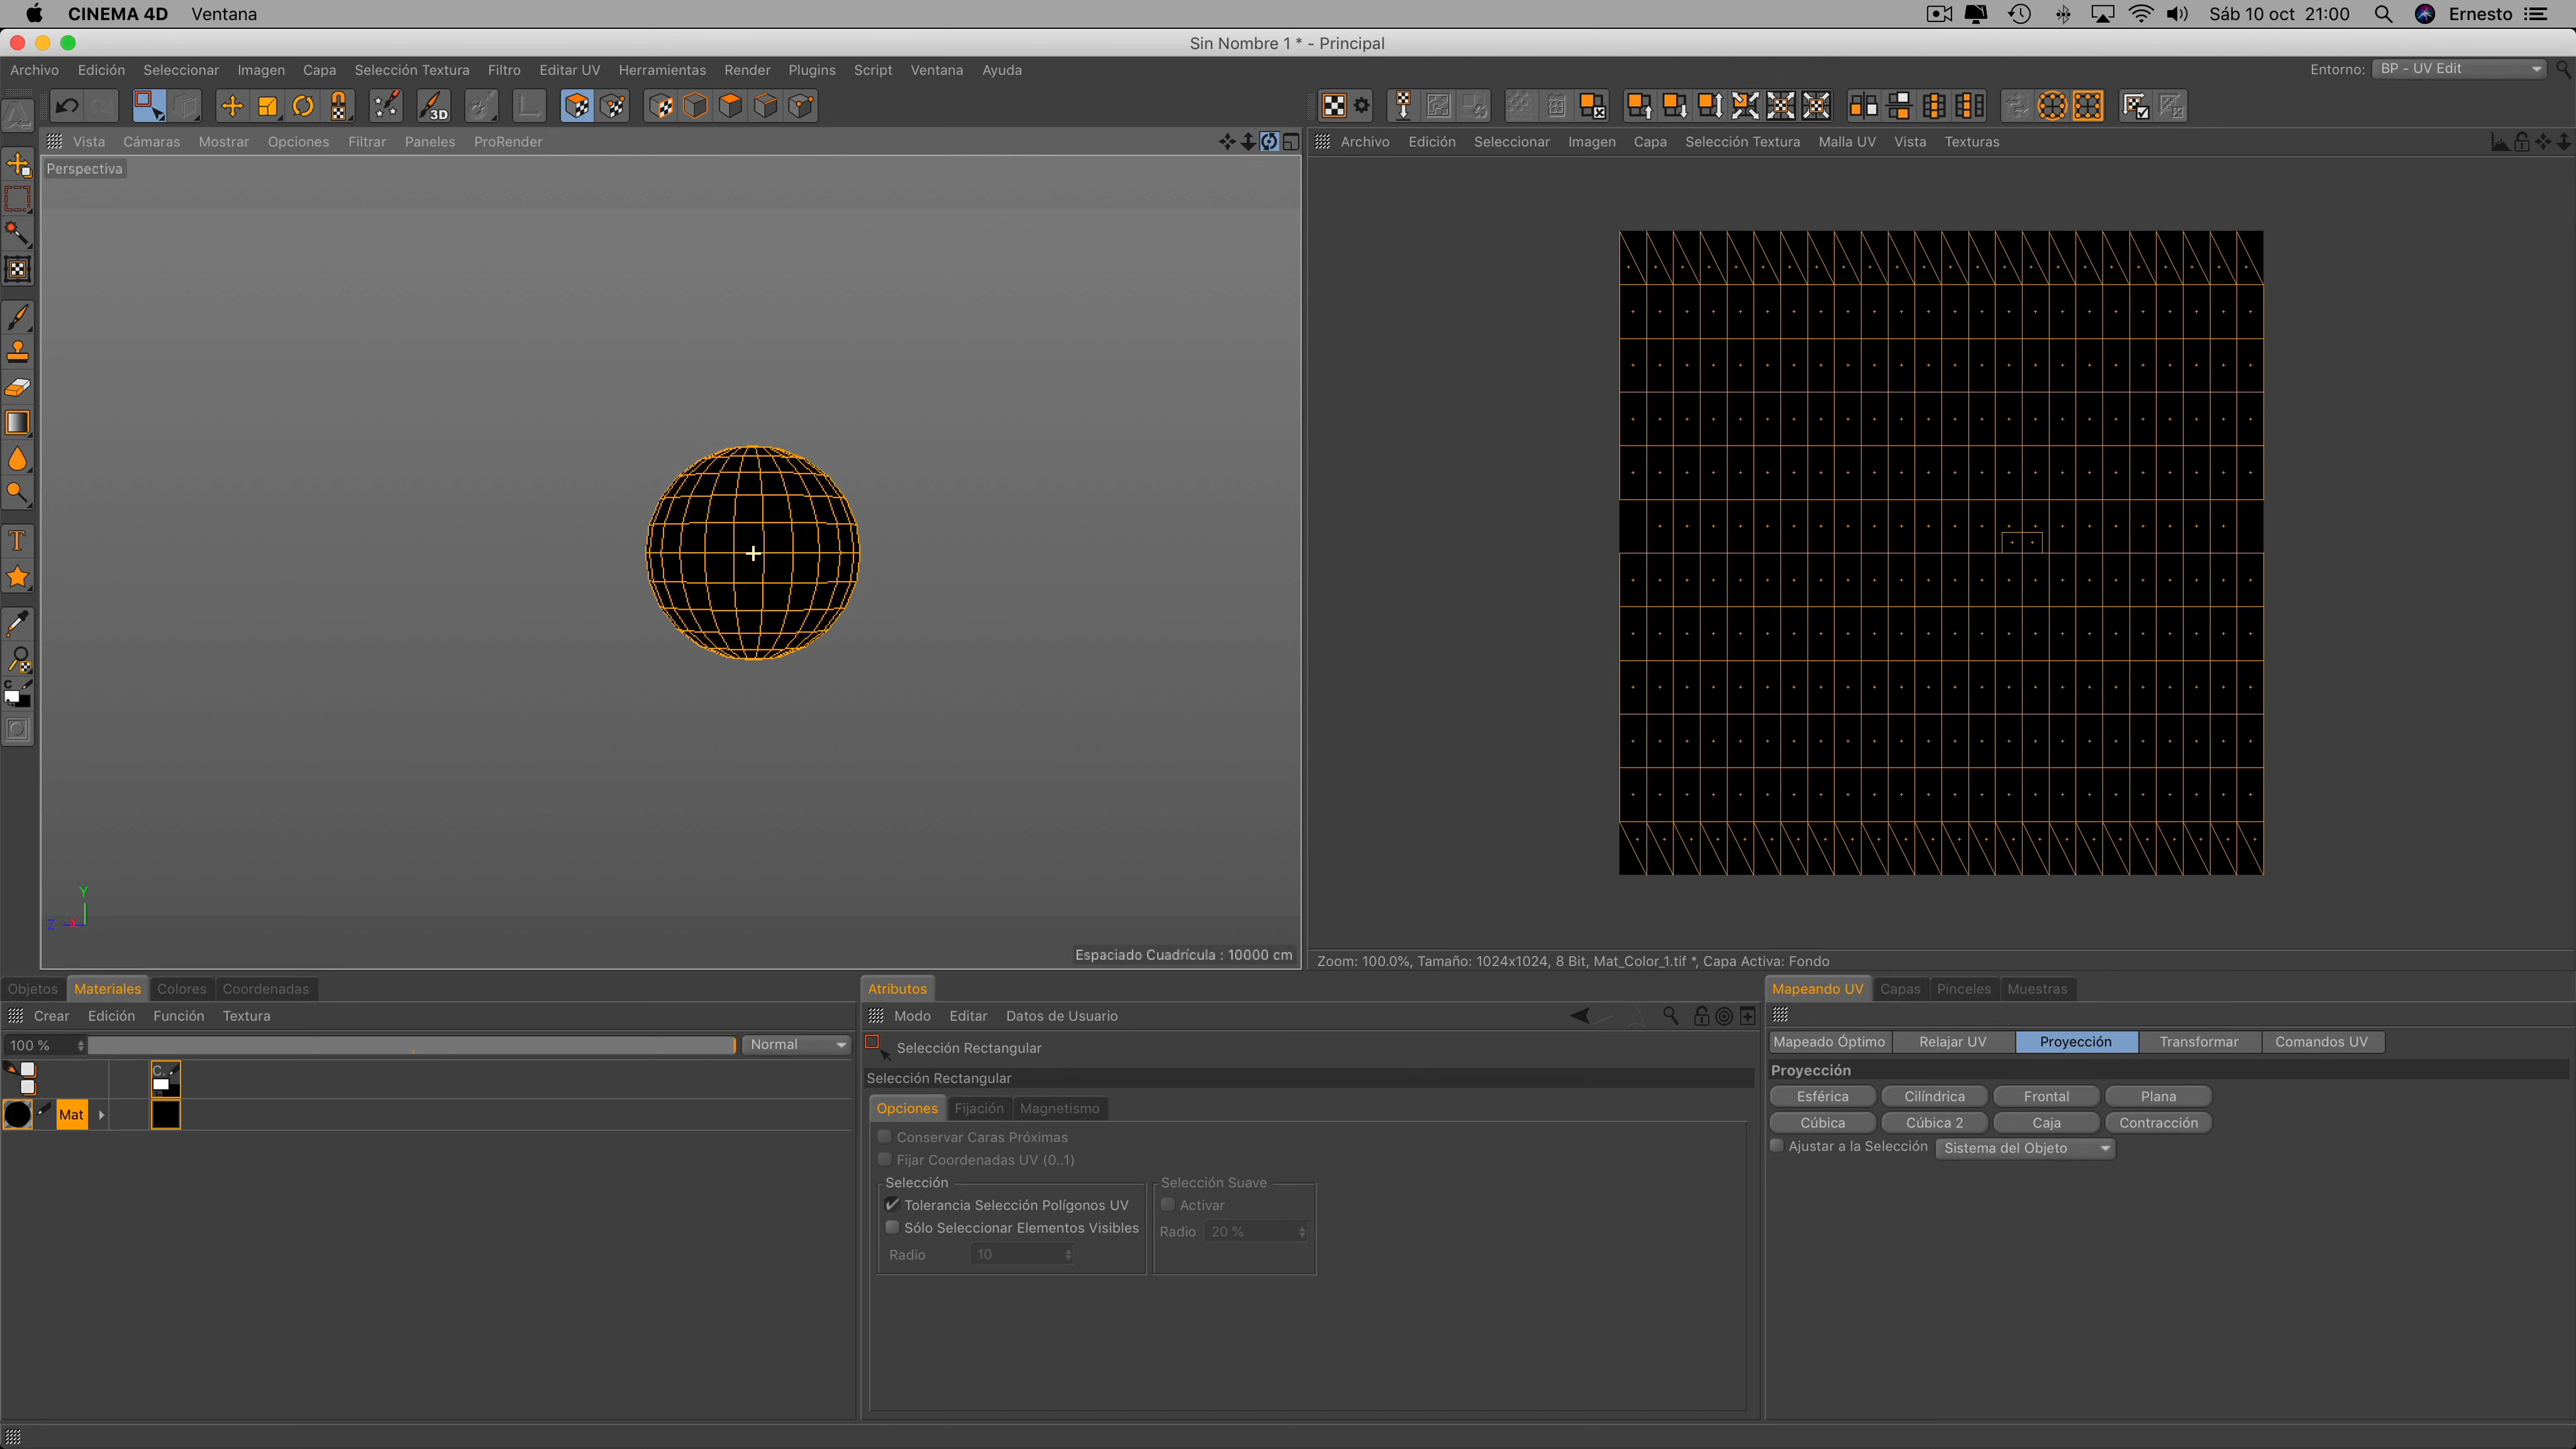 CINEMA 4D Ventana Sáb 10 oct 21:00 Ernesto
Sin Nombre 1 * - Principal
Archivo Edición Seleccionar Imagen Capa Selección Textura Filtro Editar UV Herramientas Render Plugins Script Ventana Ayuda Entorno: BP - UV Edit
3D
Vista Cámaras Mostrar Opciones Filtrar Paneles ProRender
Archivo Edición Seleccionar Imagen Capa Selección Textura Malla UV Vista Texturas
Perspectiva
T
C
Y
Z X
Espaciado Cuadrícula : 10000 cm
Zoom: 100.0%, Tamaño: 1024x1024, 8 Bit, Mat_Color_1.tif *, Capa Activa: Fondo
Objetos Materiales Colores Coordenadas
Crear Edición Función Textura
100 % Normal
C.
Mat
Atributos
Modo Editar Datos de Usuario
Selección Rectangular
Selección Rectangular
Opciones Fijación Magnetismo
Conservar Caras Próximas
Fijar Coordenadas UV (0..1)
Selección
Tolerancia Selección Polígonos UV
Sólo Seleccionar Elementos Visibles
Radio 10
Selección Suave
Activar
Radio 20 %
Mapeando UV Capas Pinceles Muestras
Mapeado Óptimo Relajar UV Proyección Transformar Comandos UV
Proyección
Esférica Cilíndrica Frontal Plana
Cúbica Cúbica 2 Caja Contracción
Ajustar a la Selección Sistema del Objeto